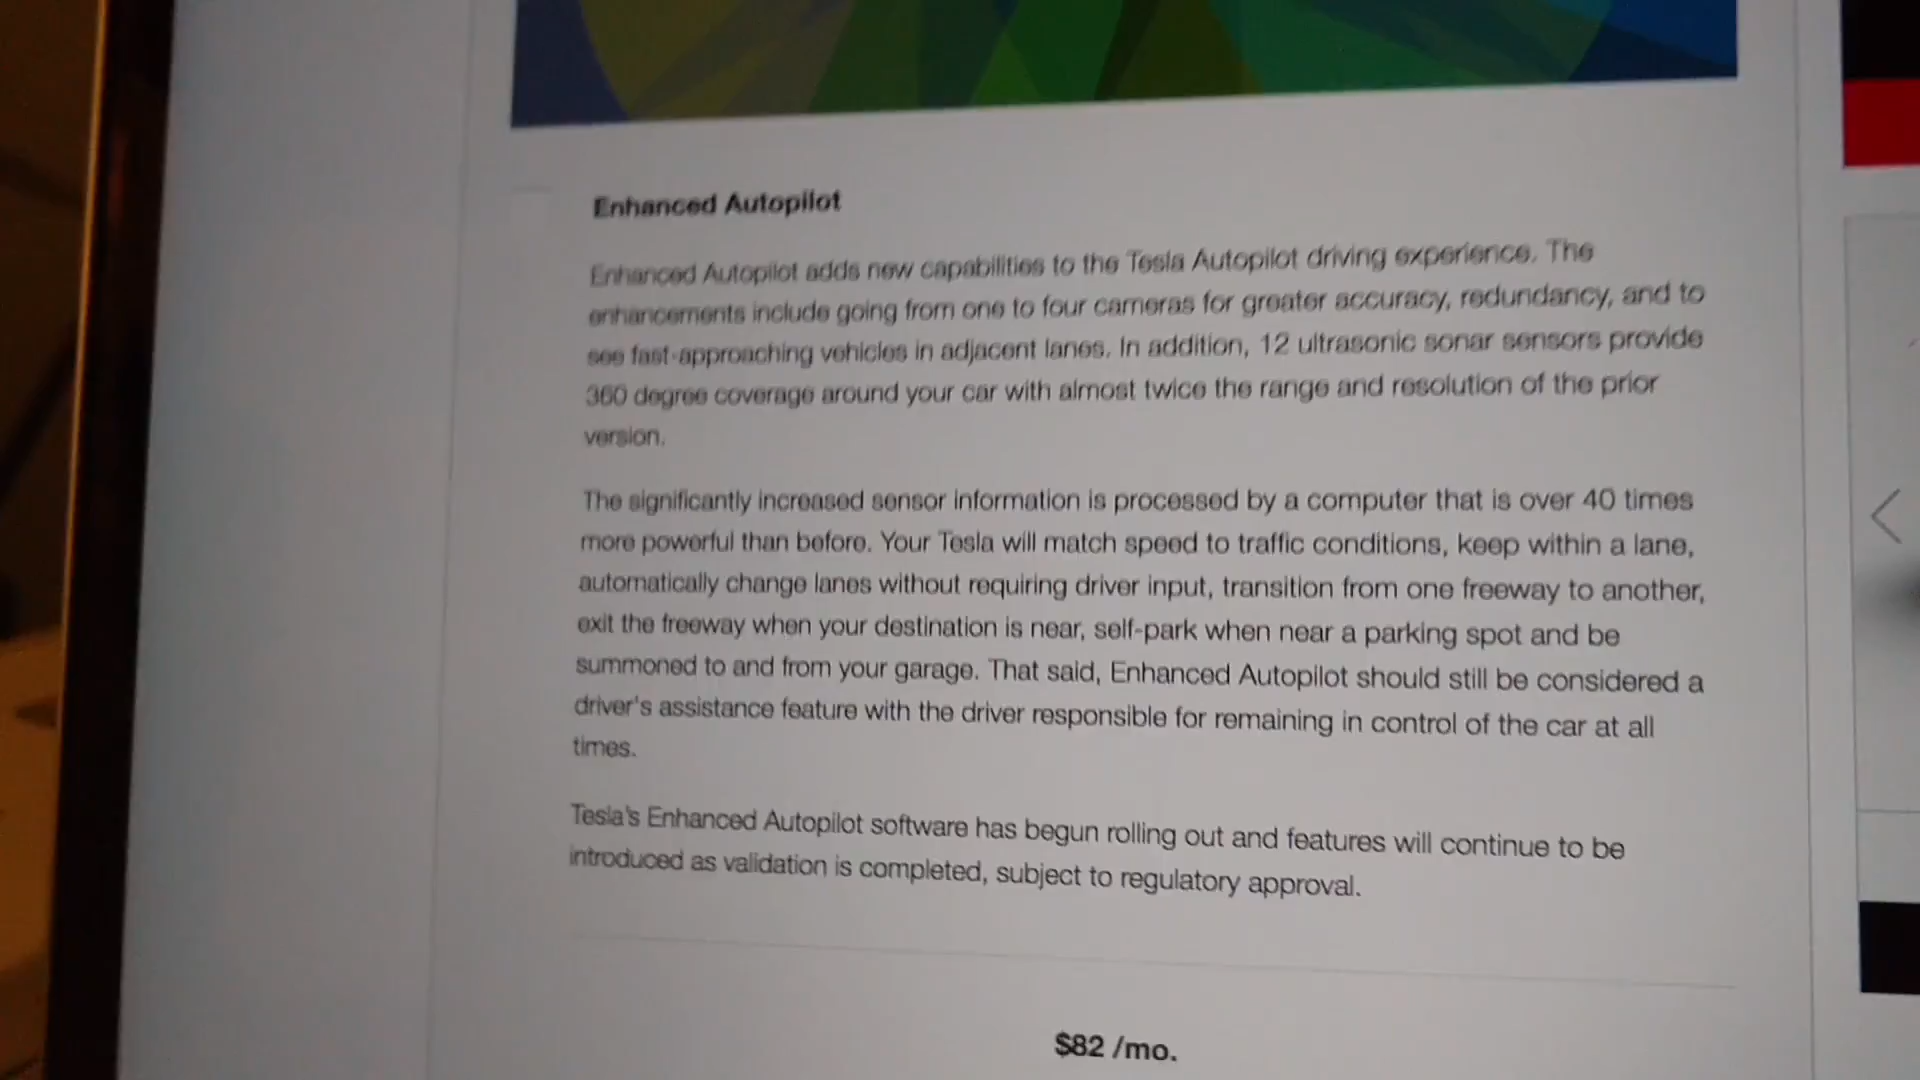 Enhanced Autopilot
Enhanced Autopilot adds new capabilities to the Tesla Autopilot driving experience. The
enhancements include going from one to four cameras for greater accuracy, redundancy, and to
see fast-approaching vehicles in adjacent lanes. In addition, 12 ultrasonic sonar sensors provide
360 degree coverage around your car with almost twice the range and resolution of the prior
version.
The significantly increased sensor information is processed by a computer that is over 40 times
more powerful than before. Your Tesla will match speed to traffic conditions, keep within a lane,
automatically change lanes without requiring driver input, transition from one freeway to another,
exit the freeway when your destination is near, self-park when near a parking spot and be
summoned to and from your garage. That said, Enhanced Autopilot should still be considered a
driver's assistance feature with the driver responsible for remaining in control of the car at all
times.
Tesla's Enhanced Autopilot software has begun rolling out and features will continue to be
introduced as validation is completed, subject to regulatory approval.
$82 /mo.